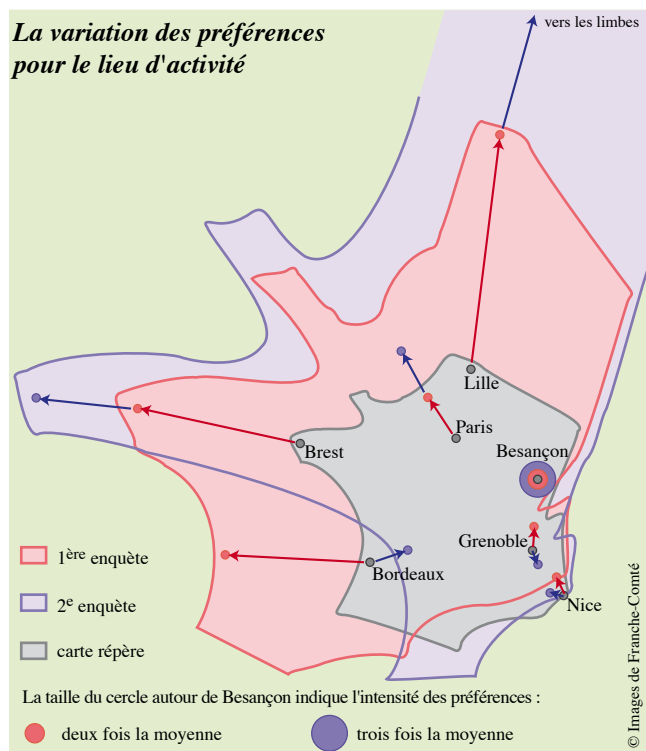 La variation des préférences
pour le lieu d'activité
vers les limbes
Lille
Paris
Brest
Besançon
Grenoble
Bordeaux
Nice
1ère enquête
2e enquête
carte répère
La taille du cercle autour de Besançon indique l'intensité des préférences :
deux fois la moyenne
trois fois la moyenne
© Images de Franche-Comté